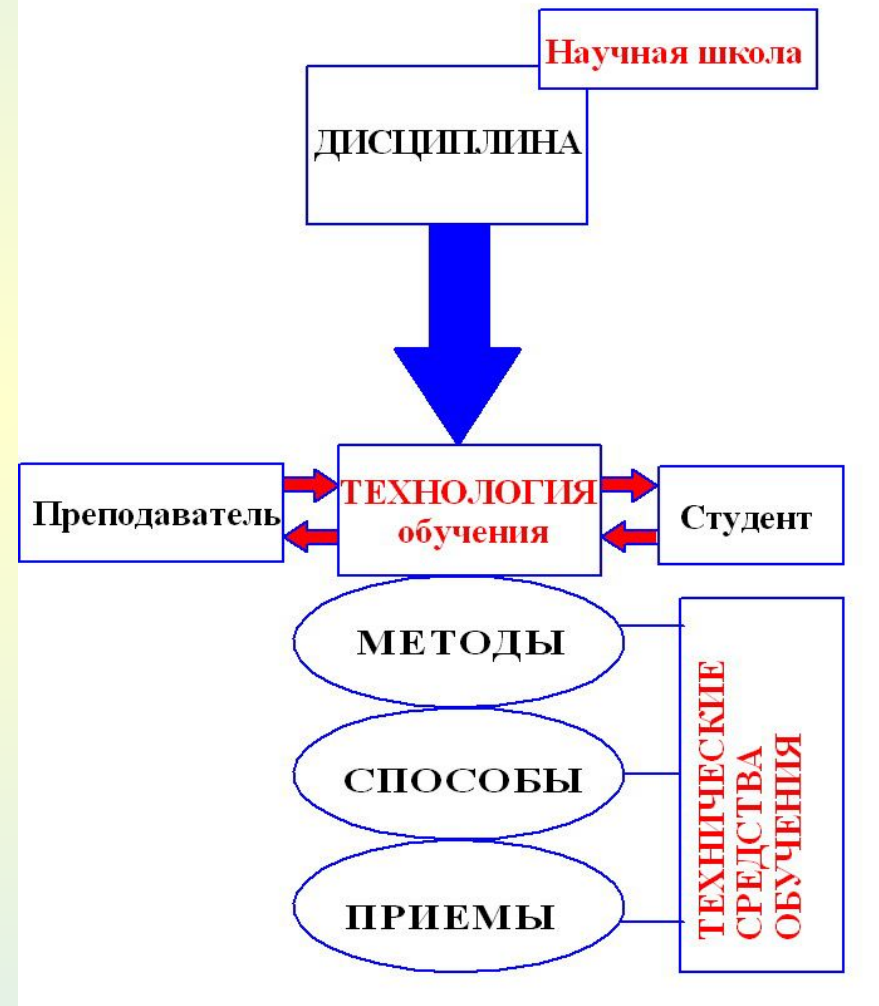 Научная школа
ДИСЦИПЛИНА
Преподаватель
ТЕХНОЛОГИЯ
обучения
Студент
МЕТОДЫ
СПОСОБЫ
ПРИЕМЫ
ТЕХНИЧЕСКИЕ
СРЕДСТВА
ОБУЧЕНИЯ